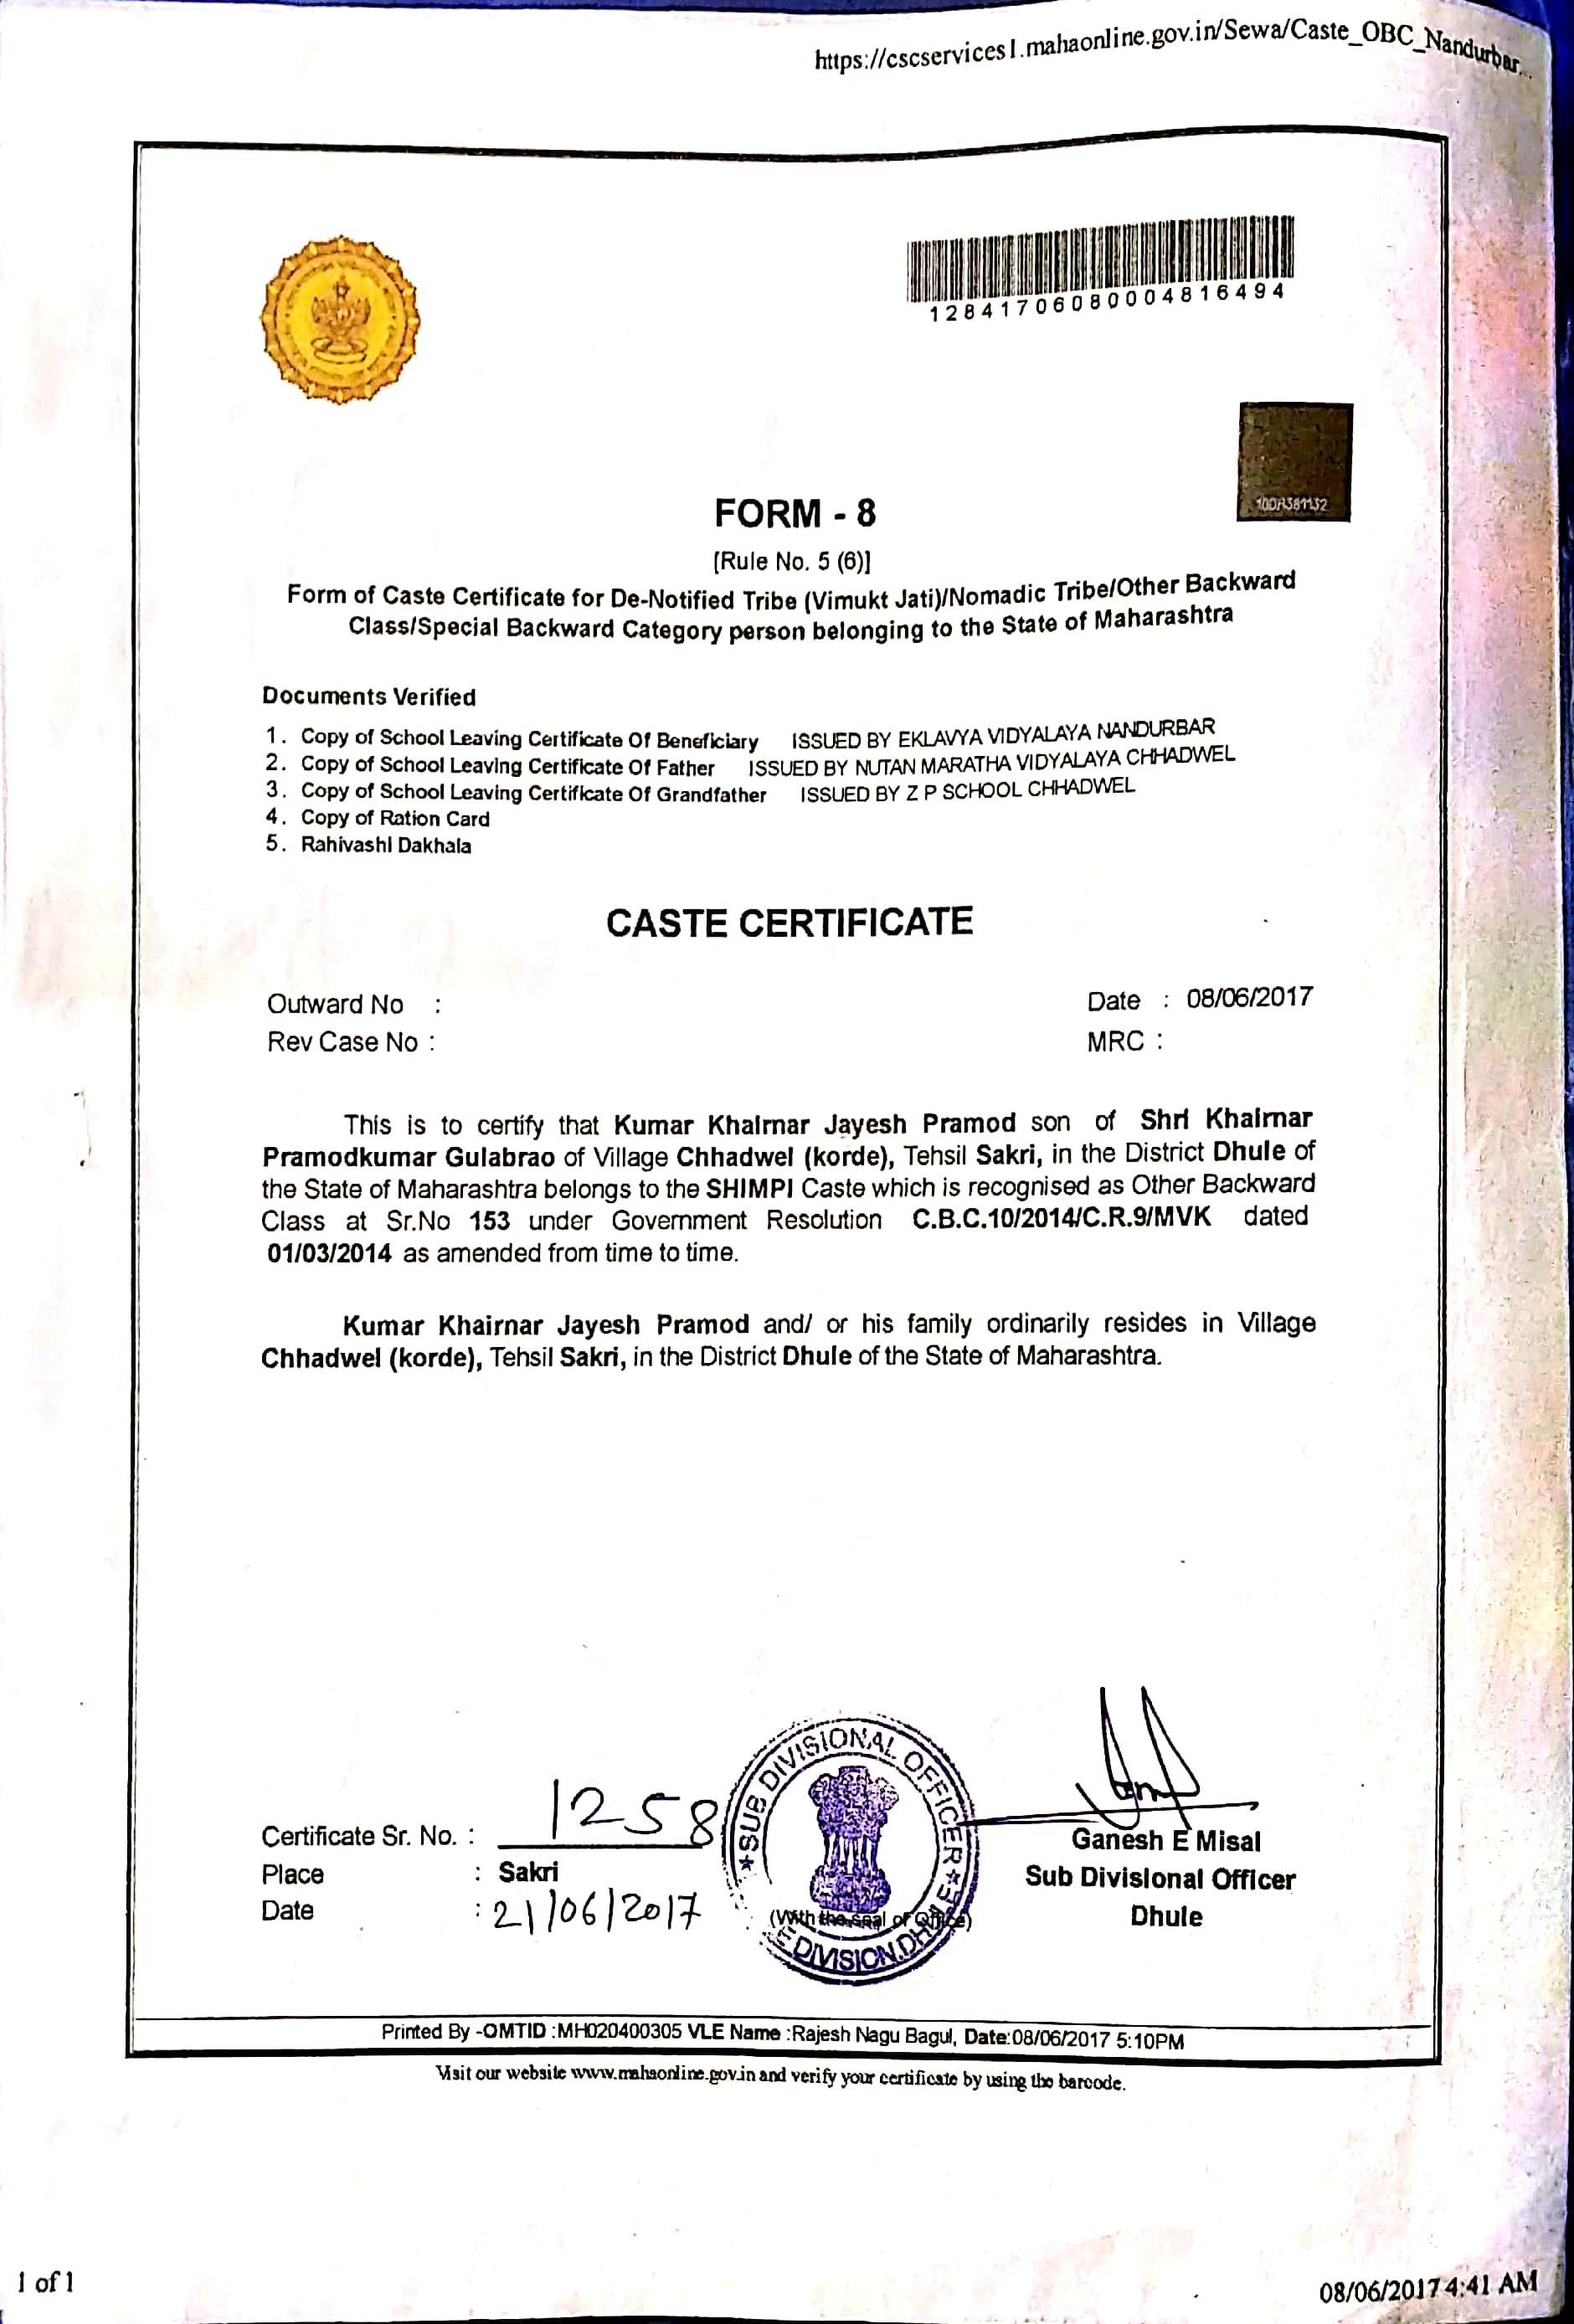 https://cscservices1.mahaonline.gov.in/Sewa/Caste_OBC_Nandurbar...
12841706080004816494
10DA381132
FORM - 8
[Rule No. 5 (6)]
Form of Caste Certificate for De-Notified Tribe (Vimukt Jati)/Nomadic Tribe/Other Backward
Class/Special Backward Category person belonging to the State of Maharashtra
Documents Verified
1. Copy of School Leaving Certificate Of Beneficiary ISSUED BY EKLAVYA VIDYALAYA NANDURBAR
2. Copy of School Leaving Certificate Of Father ISSUED BY NUTAN MARATHA VIDYALAYA CHHADWEL
3. Copy of School Leaving Certificate Of Grandfather ISSUED BY Z P SCHOOL CHHADWEL
4. Copy of Ration Card
5. Rahivashi Dakhala
CASTE CERTIFICATE
Outward No : Date : 08/06/2017
Rev Case No : MRC :
This is to certify that Kumar Khairnar Jayesh Pramod son of Shri Khairnar
Pramodkumar Gulabrao of Village Chhadwel (korde), Tehsil Sakri, in the District Dhule of
the State of Maharashtra belongs to the SHIMPI Caste which is recognised as Other Backward
Class at Sr.No 153 under Government Resolution C.B.C.10/2014/C.R.9/MVK dated
01/03/2014 as amended from time to time.
Kumar Khairnar Jayesh Pramod and/ or his family ordinarily resides in Village
Chhadwel (korde), Tehsil Sakri, in the District Dhule of the State of Maharashtra.
SUB DIVISIONAL OFFICER
DIVISION, DHULE
(With the seal of Office)
Certificate Sr. No. : 1258
Place : Sakri
Date : 21/06/2017
Ganesh E Misal
Sub Divisional Officer
Dhule
Printed By -OMTID :MH020400305 VLE Name :Rajesh Nagu Bagul, Date:08/06/2017 5:10PM
Visit our website www.mahaonline.gov.in and verify your certificate by using the barcode.
1 of 1
08/06/2017 4:41 AM